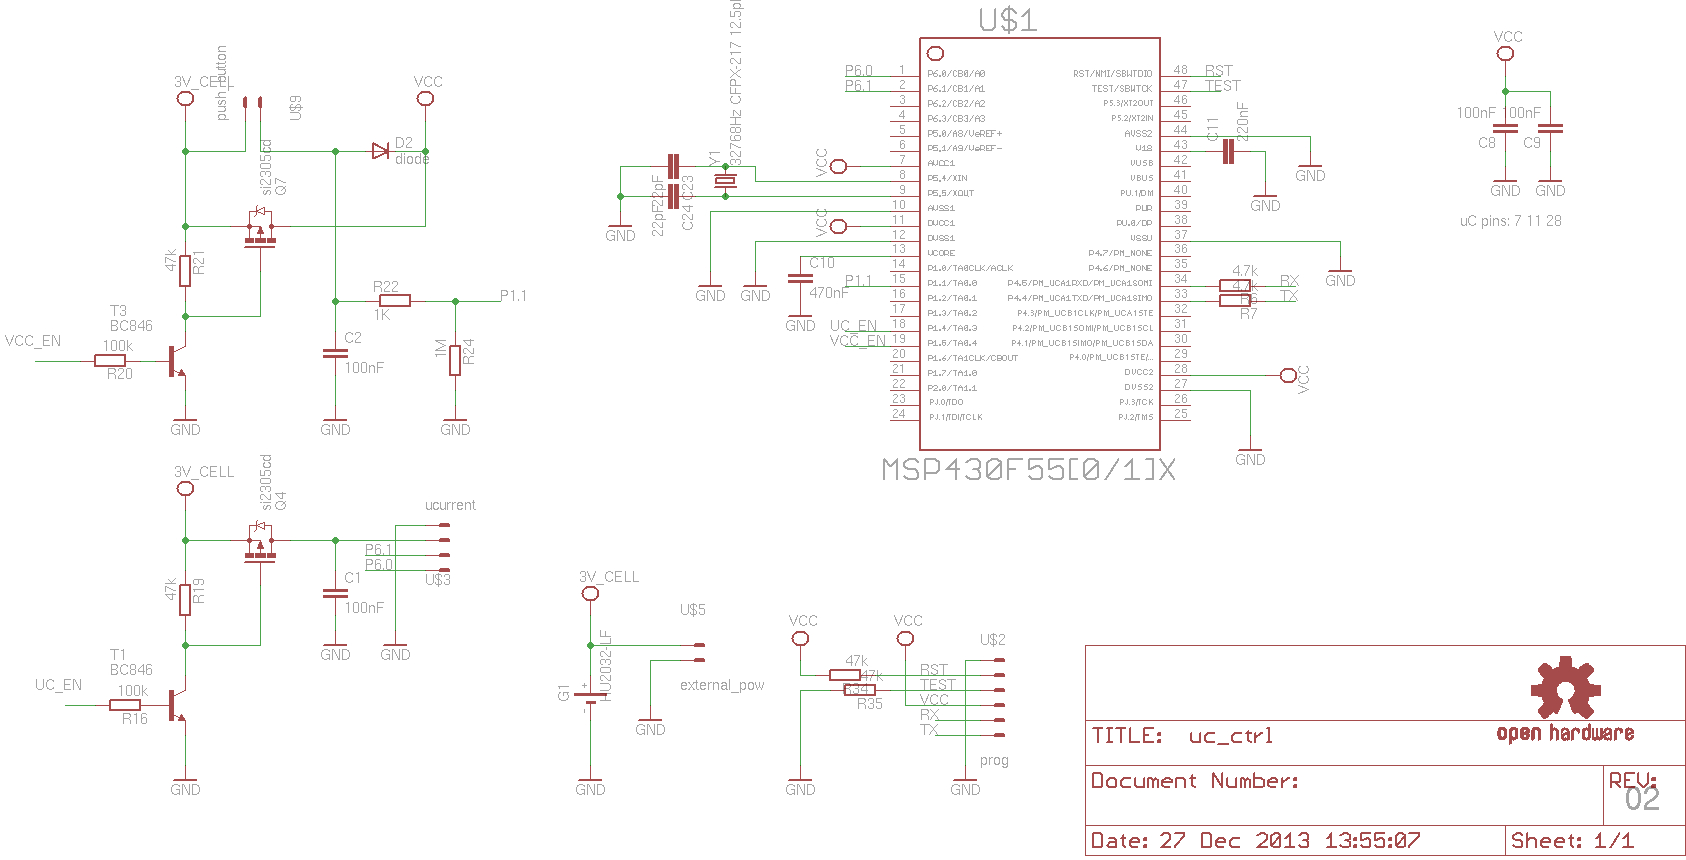 3V_CELL
push_button
U$9
VCC
D2
diode
si2305cd
Q7
47k
R21
R22
1K
P1.1
T3
BC846
VCC_EN
100k
R20
C2
100nF
1M
R24
GND
GND
GND
3V_CELL
si2305cd
Q4
ucurrent
P6.1
P6.0
U$3
47k
R19
C1
100nF
GND
GND
T1
BC846
UC_EN
100k
R16
GND
3V_CELL
U$5
external_pow
G1
HU2032-LF
+
-
GND
GND
VCC
VCC
U$2
47k
R34
47k
R35
RST
TEST
VCC
RX
TX
prog
GND
GND
U$1
32768Hz CFPX-217 12.5pF
Y1
22pF
C23
22pF
C24
GND
VCC
VCC
GND
GND
C10
470nF
GND
P6.0
P6.1
P1.1
UC_EN
VCC_EN
1 P6.0/CB0/A0
2 P6.1/CB1/A1
3 P6.2/CB2/A2
4 P6.3/CB3/A3
5 P5.0/A8/VeREF+
6 P5.1/A9/VeREF-
7 AVCC1
8 P5.4/XIN
9 P5.5/XOUT
10 AVSS1
11 DVCC1
12 DVSS1
13 VCORE
14 P1.0/TA0CLK/ACLK
15 P1.1/TA0.0
16 P1.2/TA0.1
17 P1.3/TA0.2
18 P1.4/TA0.3
19 P1.5/TA0.4
20 P1.6/TA1CLK/CBOUT
21 P1.7/TA1.0
22 P2.0/TA1.1
23 PJ.0/TDO
24 PJ.1/TDI/TCLK
RST/NMI/SBWTDIO 48 RST
TEST/SBWTCK 47 TEST
P5.3/XT2OUT 46
P5.2/XT2IN 45
AVSS2 44
V18 43
VUSB 42
VBUS 41
PU.1/DM 40
PUR 39
PU.0/DP 38
VSSU 37
P4.7/PM_NONE 36
P4.6/PM_NONE 35
P4.5/PM_UCA1RXD/PM_UCA1SOMI 34
P4.4/PM_UCA1TXD/PM_UCA1SIMO 33
P4.3/PM_UCB1CLK/PM_UCA1STE 32
P4.2/PM_UCB1SOMI/PM_UCB1SCL 31
P4.1/PM_UCB1SIMO/PM_UCB1SDA 30
P4.0/PM_UCB1STE/... 29
DVCC2 28
DVSS2 27
PJ.3/TCK 26
PJ.2/TMS 25
MSP430F55[0/1]X
C11
220nF
GND
GND
GND
4.7k
4.7k
R6
R7
RX
TX
VCC
GND
VCC
100nF
100nF
C8
C9
GND
GND
uC pins: 7 11 28
open hardware
TITLE: uc_ctrl
Document Number:
REV:
02
Date: 27 Dec 2013 13:55:07
Sheet: 1/1